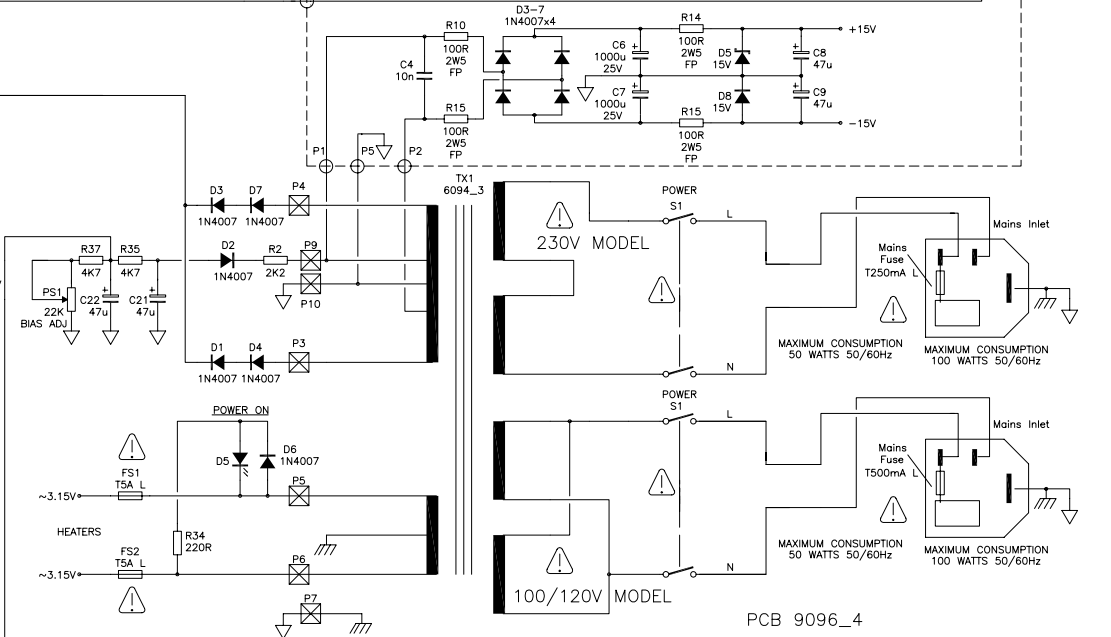 D3-7
1N4007x4
R10
100R
2W5
FP
C4
10n
R15
100R
2W5
FP
C6
1000u
25V
+
C7
1000u
25V
+
R14
100R
2W5
FP
D5
15V
D8
15V
R15
100R
2W5
FP
+
C8
47u
+
C9
47u
+15V
-15V
P1
P5
P2
TX1
6094_3
D3
D7
P4
1N4007
1N4007
D2
1N4007
R2
2K2
P9
P10
R37
4K7
R35
4K7
PS1
22K
BIAS ADJ
+
C22
47u
+
C21
47u
D1
D4
P3
1N4007
1N4007
POWER ON
D5
D6
1N4007
FS1
T5A L
~3.15V
P5
HEATERS
R34
220R
FS2
T5A L
~3.15V
P6
P7
!
!
!
230V MODEL
POWER
S1
L
N
!
Mains Inlet
Mains
Fuse
T250mA L
!
MAXIMUM CONSUMPTION
50 WATTS 50/60Hz
MAXIMUM CONSUMPTION
100 WATTS 50/60Hz
POWER
S1
L
N
!
!
100/120V MODEL
Mains Inlet
Mains
Fuse
T500mA L
!
MAXIMUM CONSUMPTION
50 WATTS 50/60Hz
MAXIMUM CONSUMPTION
100 WATTS 50/60Hz
PCB 9096_4